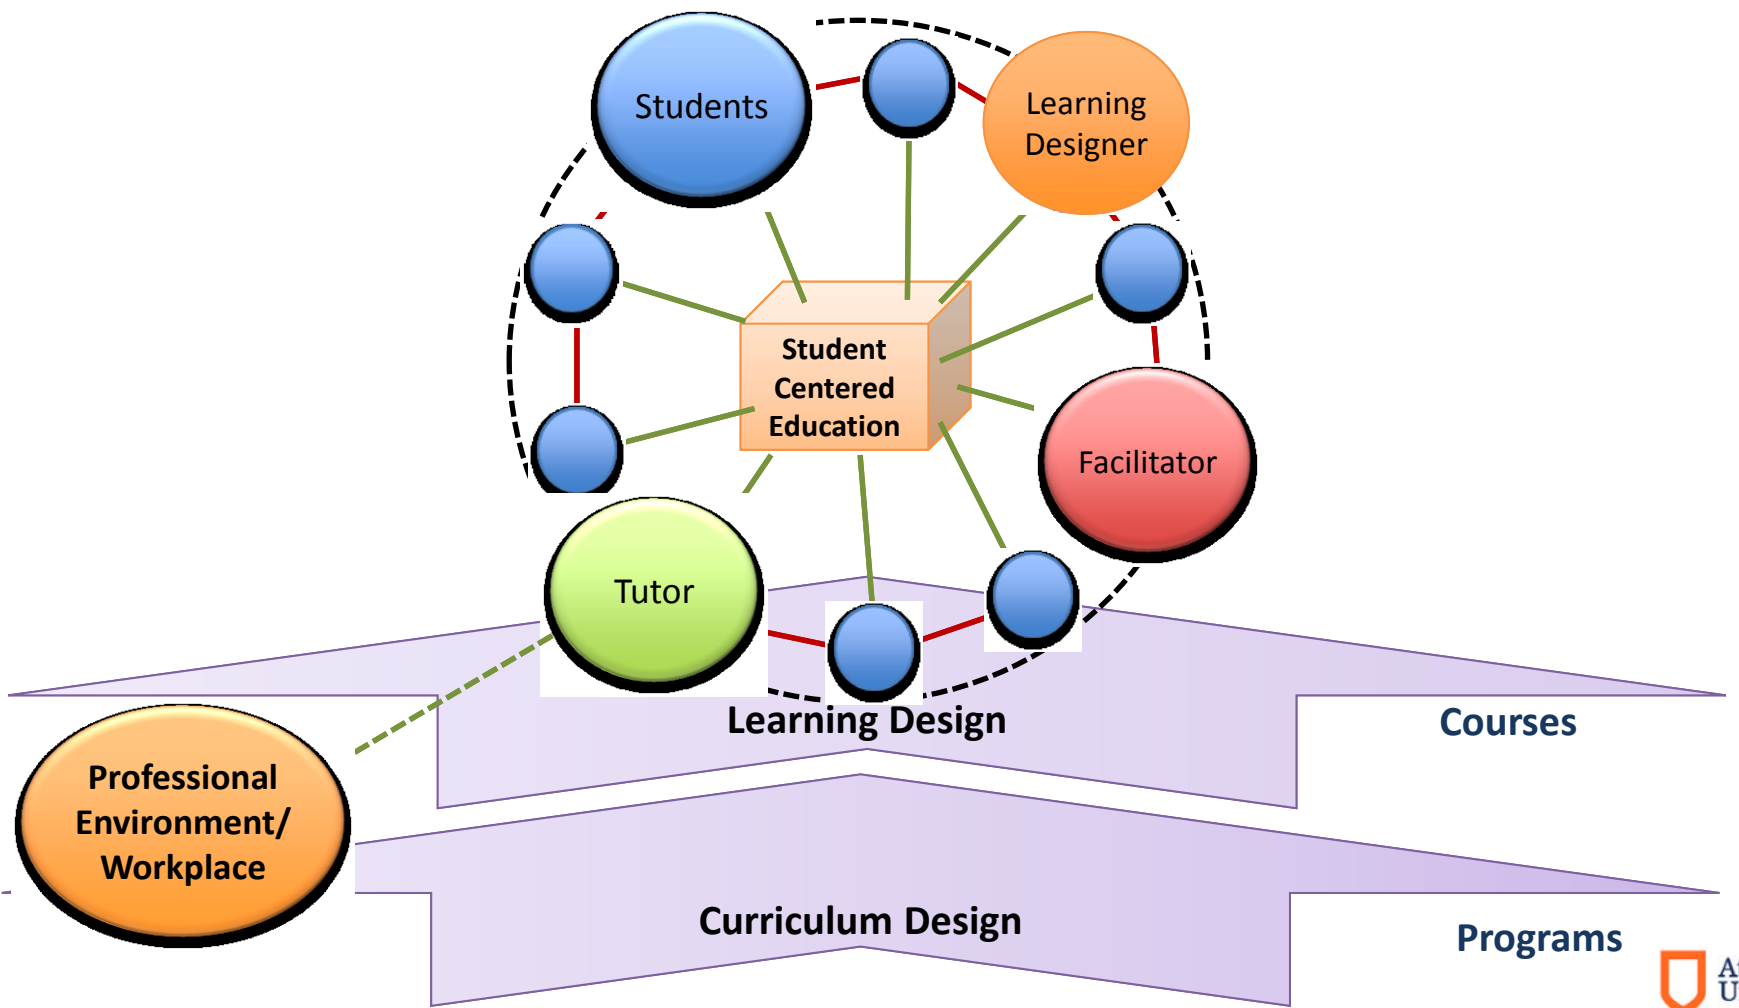 Students
Learning
Designer
Student
Centered
Education
Facilitator
Tutor
Learning Design
Courses
Professional
Environment/
Workplace
Curriculum Design
Programs